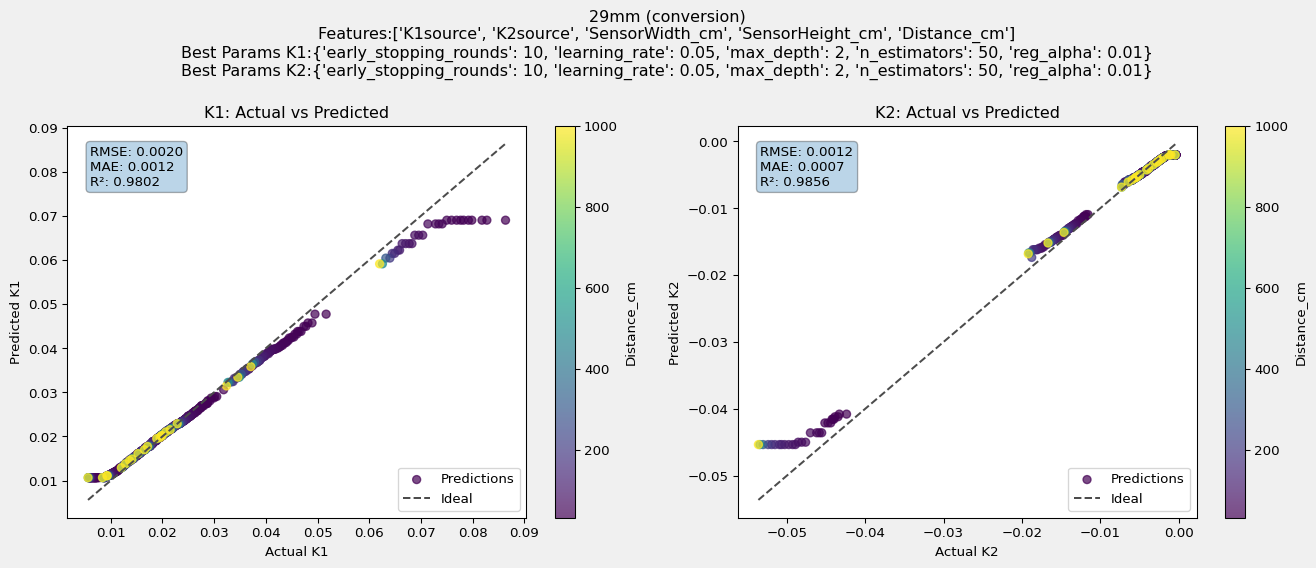 29mm (conversion)
Features:['K1source', 'K2source', 'SensorWidth_cm', 'SensorHeight_cm', 'Distance_cm']
Best Params K1:{'early_stopping_rounds': 10, 'learning_rate': 0.05, 'max_depth': 2, 'n_estimators': 50, 'reg_alpha': 0.01}
Best Params K2:{'early_stopping_rounds': 10, 'learning_rate': 0.05, 'max_depth': 2, 'n_estimators': 50, 'reg_alpha': 0.01}
K1: Actual vs Predicted
RMSE: 0.0020
MAE: 0.0012
R²: 0.9802
0.09
0.08
0.07
0.06
0.05
0.04
0.03
0.02
0.01
Predicted K1
0.01 0.02 0.03 0.04 0.05 0.06 0.07 0.08 0.09
Actual K1
Predictions
Ideal
1000
800
600
400
200
Distance_cm
K2: Actual vs Predicted
RMSE: 0.0012
MAE: 0.0007
R²: 0.9856
0.00
−0.01
−0.02
−0.03
−0.04
−0.05
Predicted K2
−0.05 −0.04 −0.03 −0.02 −0.01 0.00
Actual K2
Predictions
Ideal
1000
800
600
400
200
Distance_cm